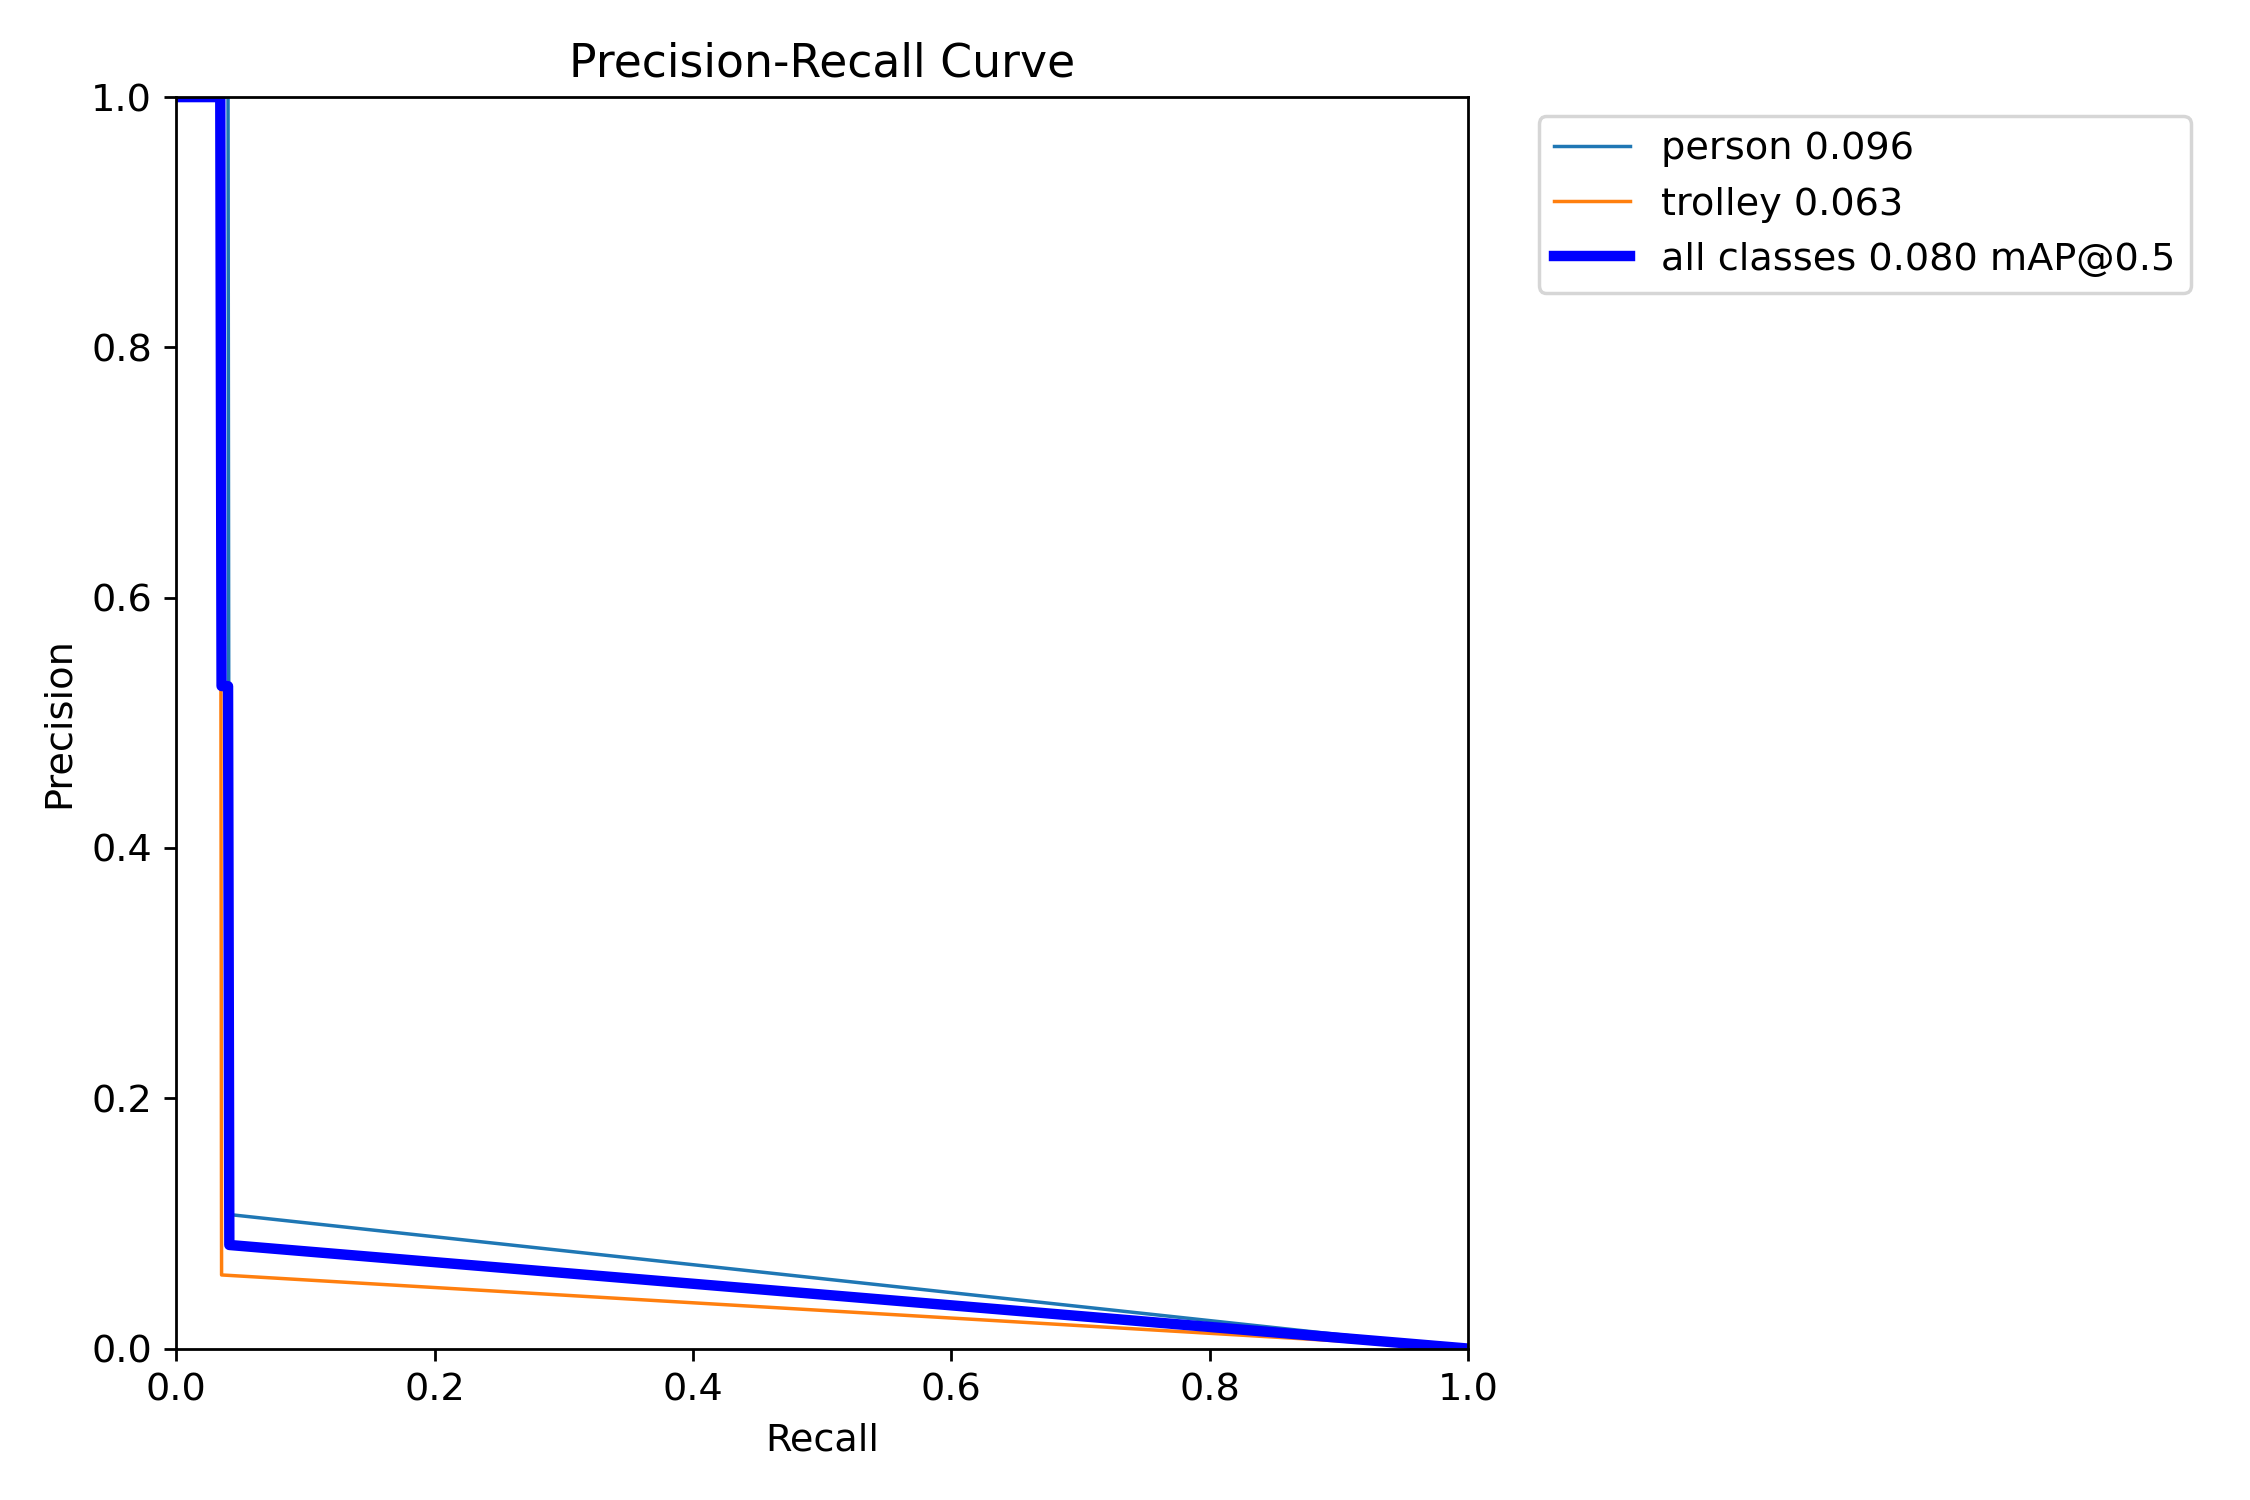 Precision-Recall Curve
1.0
0.8
0.6
0.4
0.2
0.0
Precision
0.0 0.2 0.4 0.6 0.8 1.0
Recall
person 0.096
trolley 0.063
all classes 0.080 mAP@0.5